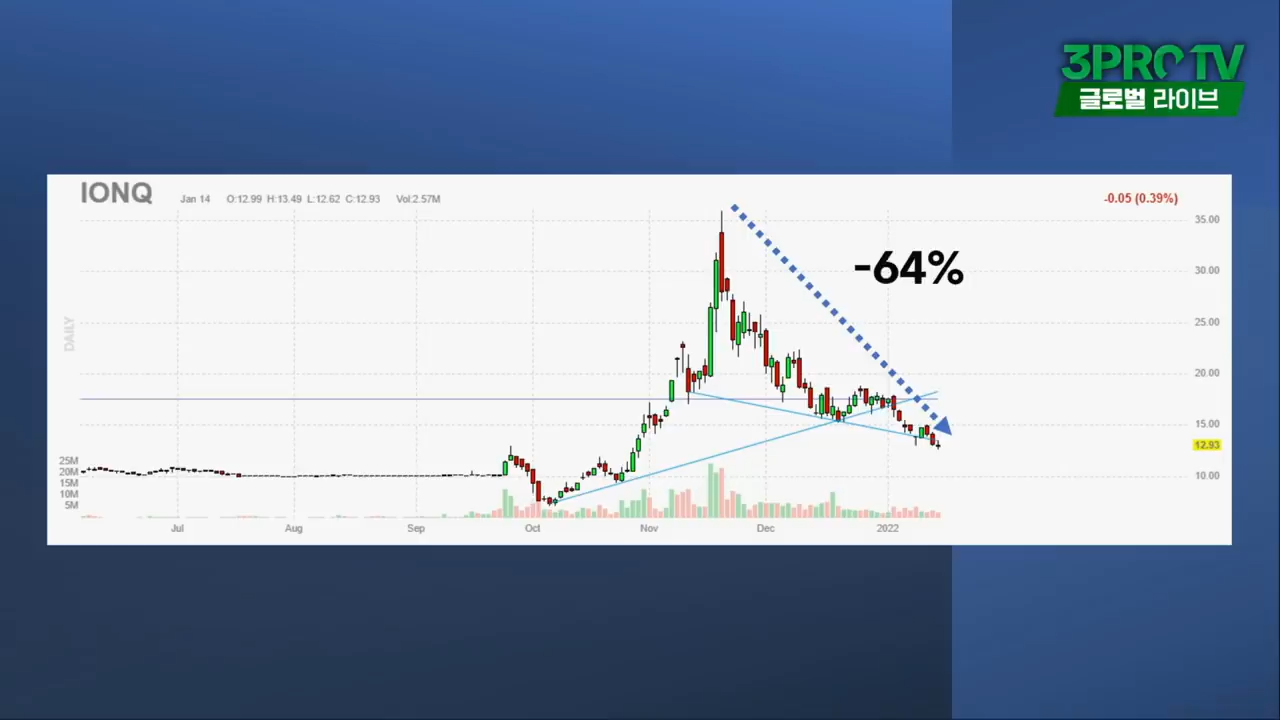 3PROTV
글로벌 라이브
IONQ
Jan 14 O:12.99 H:13.49 L:12.62 C:12.93 Vol:2.57M
-0.05 (0.39%)
35.00
-64%
30.00
25.00
DAILY
20.00
15.00
12.93
25M
20M
10.00
15M
10M
5M
Jul Aug Sep Oct Nov Dec 2022